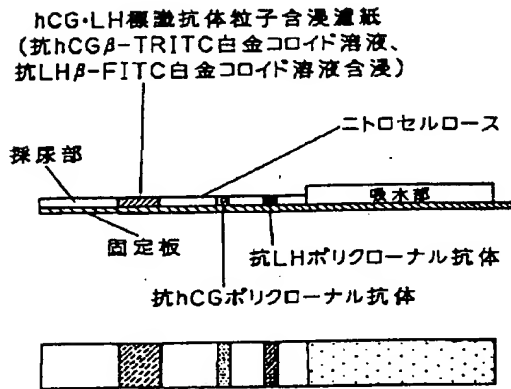 hCG・LH標識抗体粒子含浸濾紙
(抗hCGβ-TRITC白金コロイド溶液、
抗LHβ-FITC白金コロイド溶液含浸)
ニトロセルロース
採尿部
吸水部
固定板
抗LHポリクローナル抗体
抗hCGポリクローナル抗体